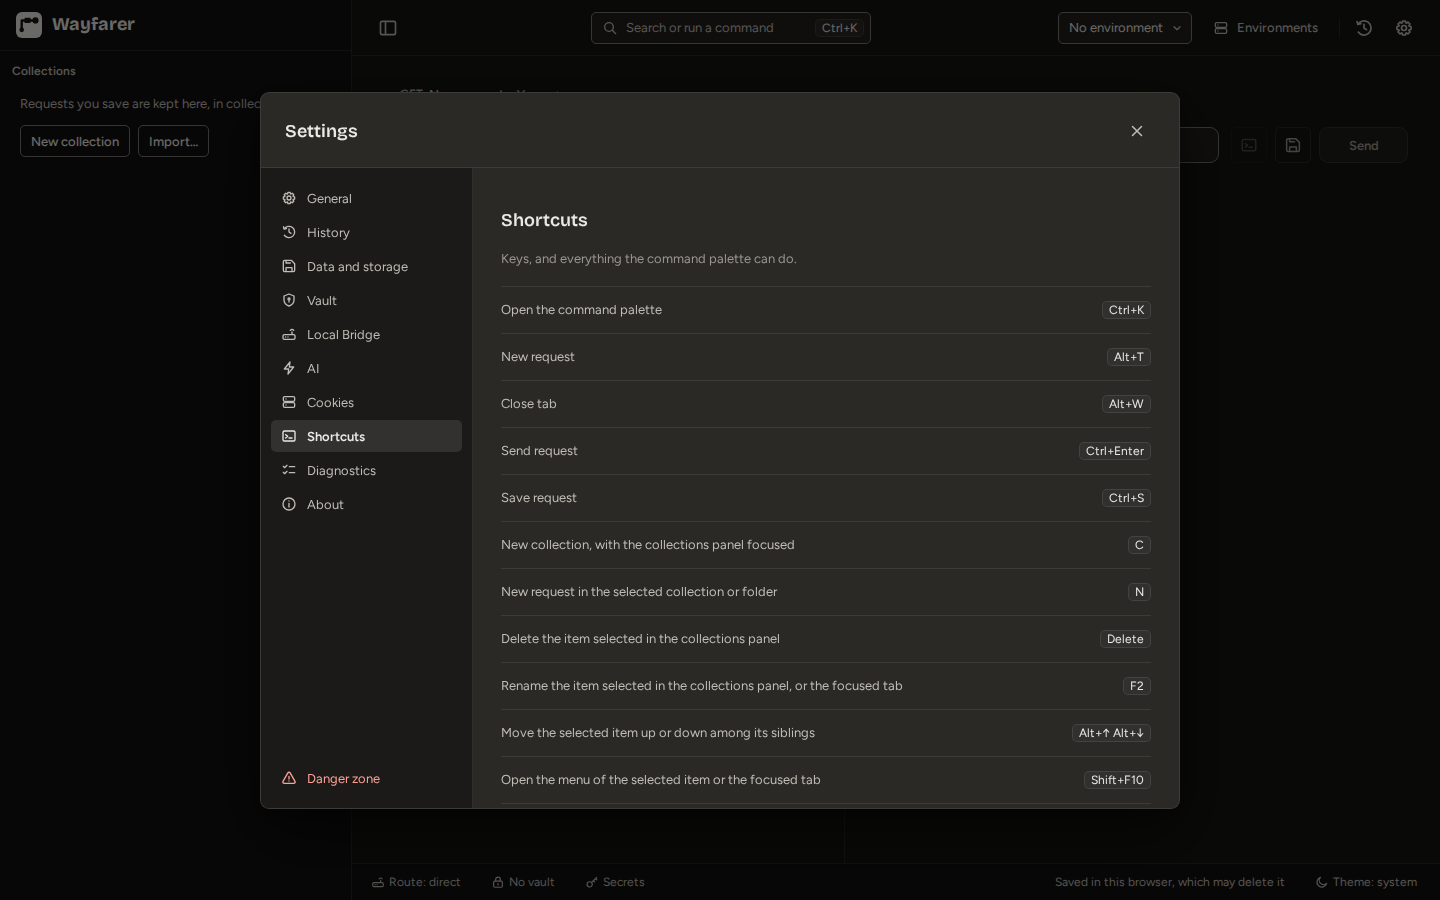 Wayfarer
Search or run a command
Ctrl+K
No environment
Environments
Collections
Requests you save are kept here, in collec
New collection
Import...
Send
Settings
General
History
Data and storage
Vault
Local Bridge
AI
Cookies
Shortcuts
Diagnostics
About
Danger zone
Shortcuts
Keys, and everything the command palette can do.
Open the command palette
Ctrl+K
New request
Alt+T
Close tab
Alt+W
Send request
Ctrl+Enter
Save request
Ctrl+S
New collection, with the collections panel focused
C
New request in the selected collection or folder
N
Delete the item selected in the collections panel
Delete
Rename the item selected in the collections panel, or the focused tab
F2
Move the selected item up or down among its siblings
Alt+↑ Alt+↓
Open the menu of the selected item or the focused tab
Shift+F10
Route: direct
No vault
Secrets
Saved in this browser, which may delete it
Theme: system